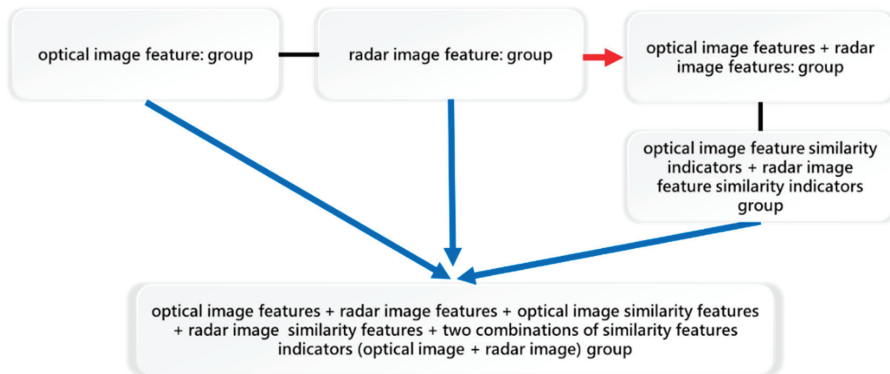 optical image feature: group
radar image feature: group
optical image features + radar
image features: group
optical image feature similarity
indicators + radar image
feature similarity indicators
group
optical image features + radar image features + optical image similarity features
+ radar image  similarity features + two combinations of similarity features
indicators (optical image + radar image) group